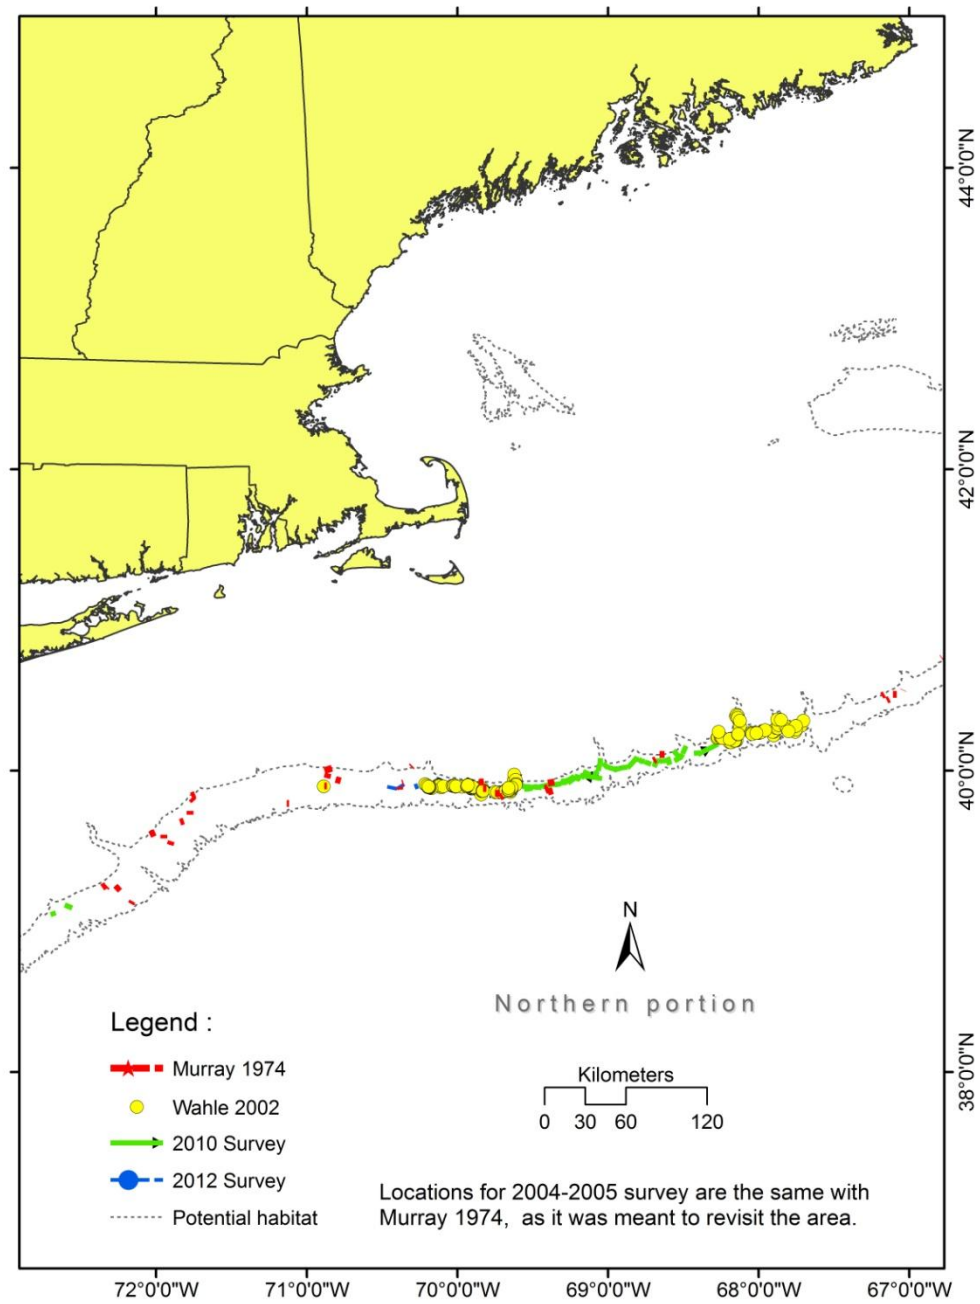 44°0'0"N
42°0'0"N
40°0'0"N
38°0'0"N
N
Northern portion
Legend :
Murray 1974
Wahle 2002
2010 Survey
2012 Survey
Potential habitat
Kilometers
0 30 60 120
Locations for 2004-2005 survey are the same with
Murray 1974, as it was meant to revisit the area.
72°0'0"W 71°0'0"W 70°0'0"W 69°0'0"W 68°0'0"W 67°0'0"W